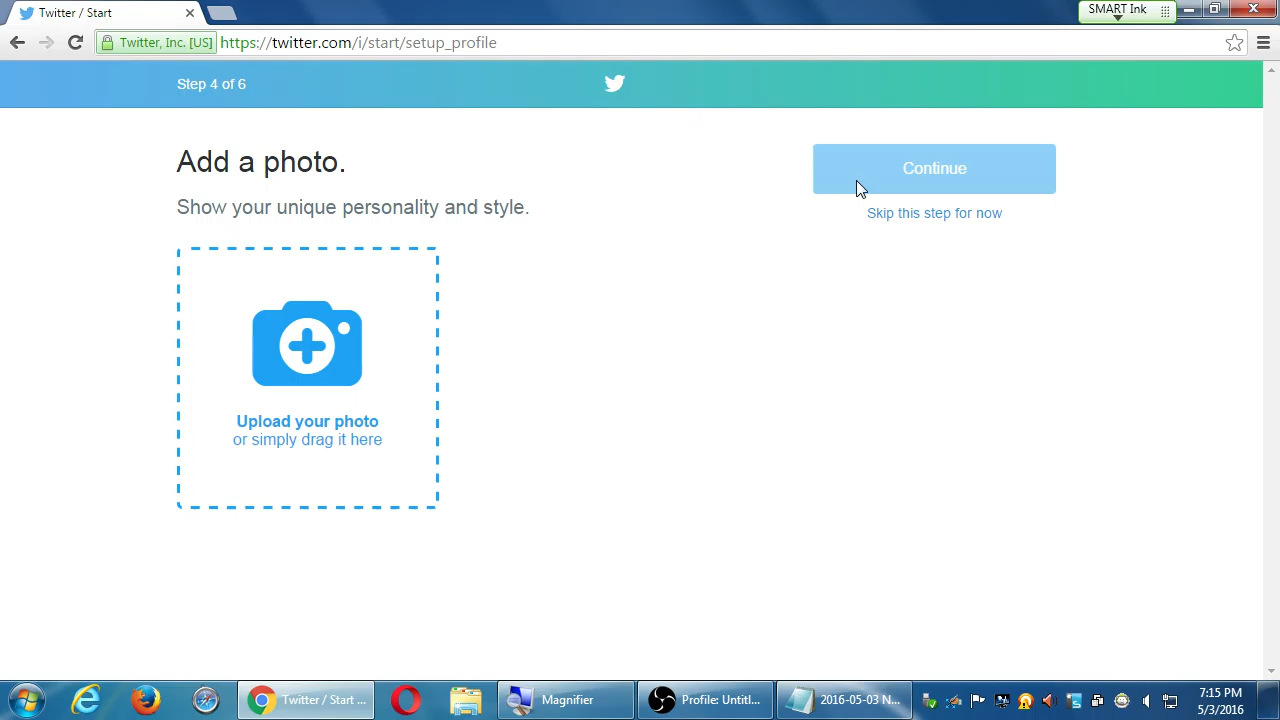 Twitter / Start
SMART Ink
Twitter, Inc. [US]
https://twitter.com/i/start/setup_profile
Step 4 of 6
Add a photo.
Continue
Show your unique personality and style.
Skip this step for now
Upload your photo
or simply drag it here
Twitter / Start ...
Magnifier
Profile: Untitl...
2016-05-03 N...
7:15 PM
5/3/2016